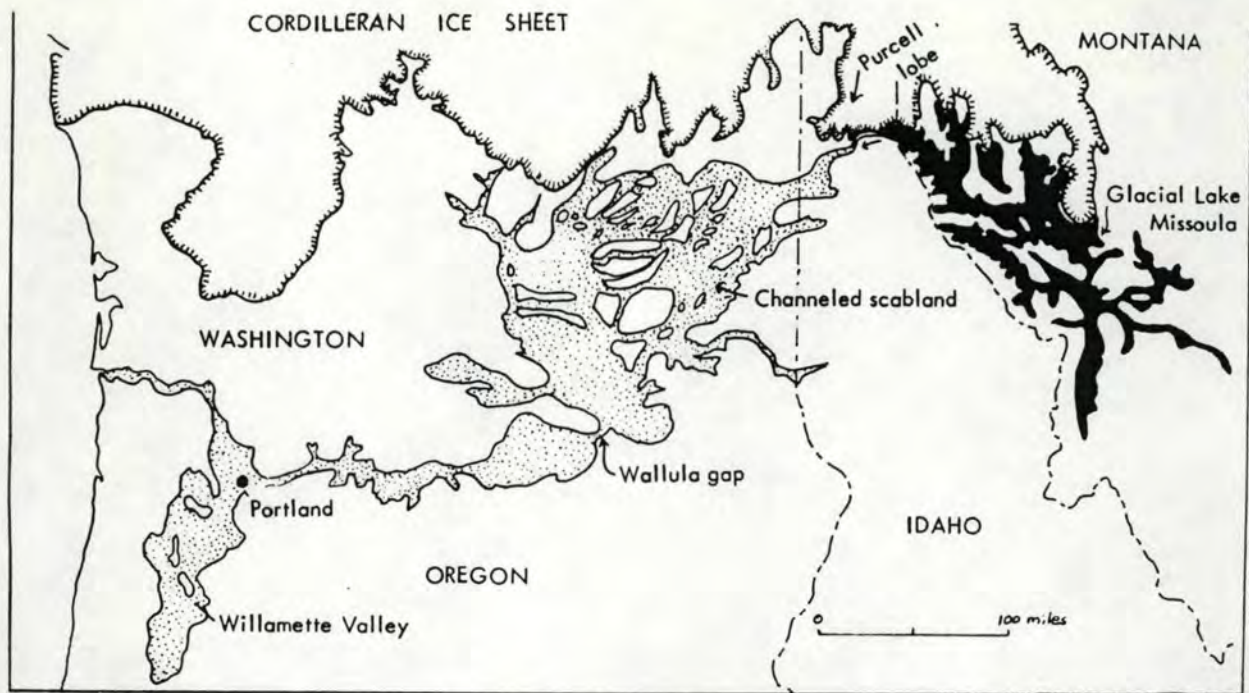 CORDILLERAN ICE SHEET
MONTANA
Purcell
lobe
Glacial Lake
Missoula
Channeled scabland
WASHINGTON
Wallula gap
Portland
IDAHO
OREGON
Willamette Valley
0 100 miles